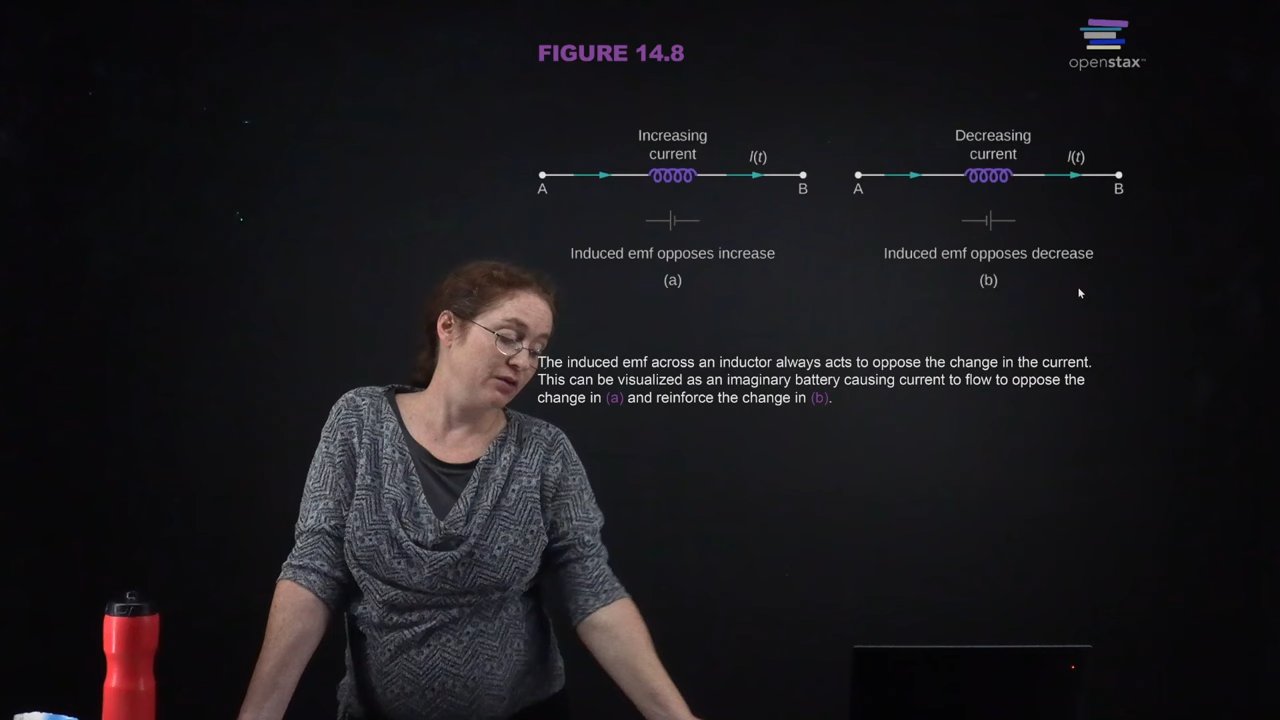 FIGURE 14.8
openstax™
Increasing
current
I(t)
A
B
Induced emf opposes increase
(a)
Decreasing
current
I(t)
A
B
Induced emf opposes decrease
(b)
The induced emf across an inductor always acts to oppose the change in the current.
This can be visualized as an imaginary battery causing current to flow to oppose the
change in (a) and reinforce the change in (b).